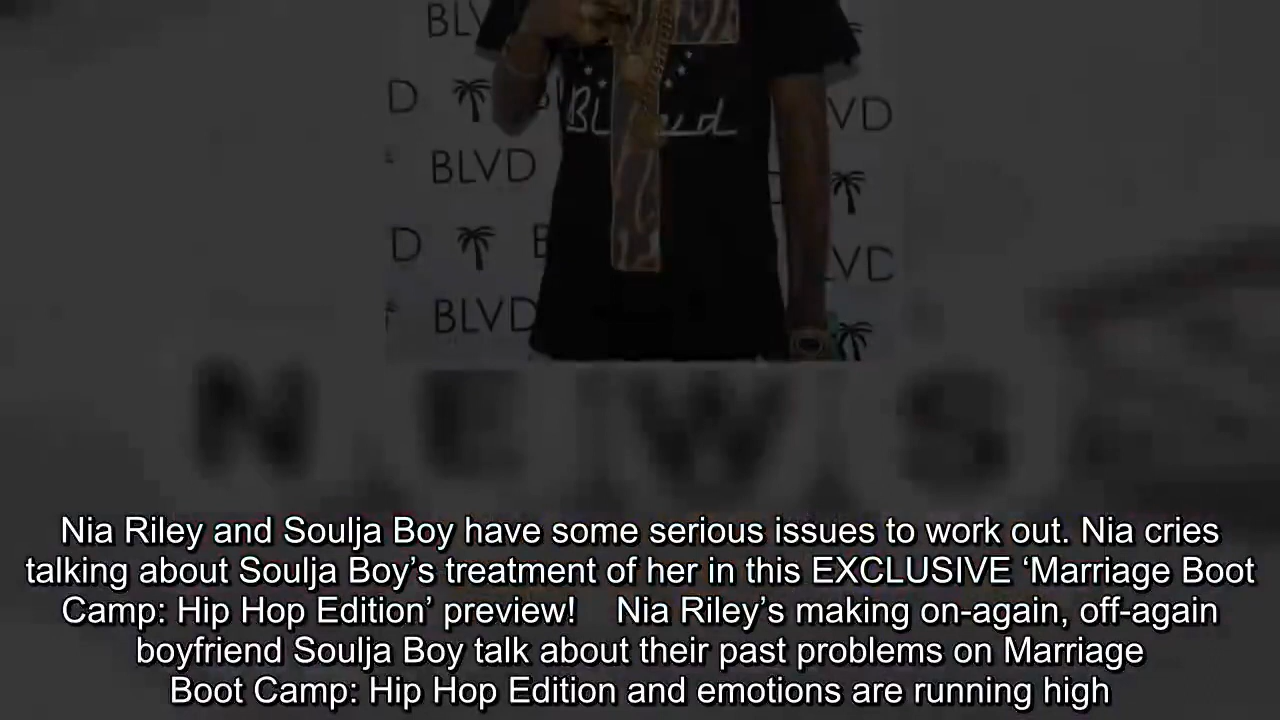 BLV
D
BLVD
VD
BLVD
D
B
LVD
BLVD
NEWS
Nia Riley and Soulja Boy have some serious issues to work out. Nia cries
talking about Soulja Boy’s treatment of her in this EXCLUSIVE ‘Marriage Boot
Camp: Hip Hop Edition’ preview! Nia Riley’s making on-again, off-again
boyfriend Soulja Boy talk about their past problems on Marriage
Boot Camp: Hip Hop Edition and emotions are running high